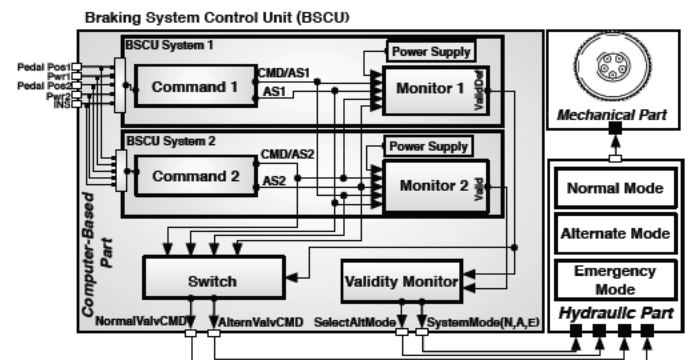 Braking System Control Unit (BSCU)
BSCU System 1
Power Supply
Pedal Pos1
Pwr1
Pedal Pos2
Pwr2
INS
Command 1
CMD/AS1
AS1
Monitor 1
ValidDef
Mechanical Part
BSCU System 2
Power Supply
Command 2
CMD/AS2
AS2
Monitor 2
Valid
Normal Mode
Alternate Mode
Emergency
Mode
Hydraulic Part
Computer-Based
Part
Switch
Validity Monitor
NormalValvCMD
AlternValvCMD
SelectAltMode
SystemMode(N,A,E)